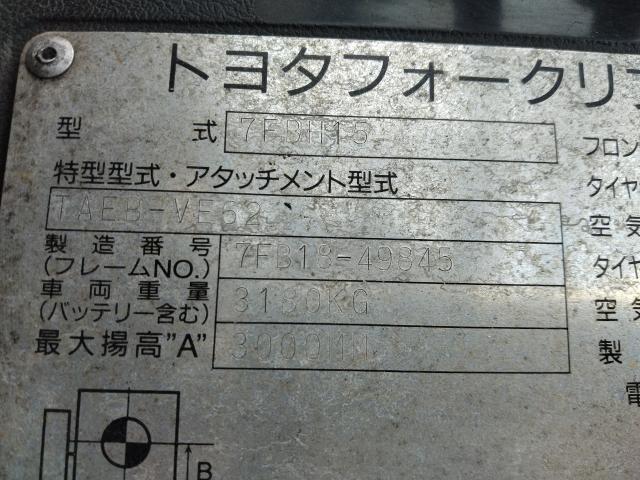 トヨタフォークリフ
型 式 7FBH15
フロン
特型型式・アタッチメント型式
タイヤ
TAEB-VE62
空気
製造番号
(フレームNO.) 7FB18-49845
タイヤ
車両重量
(バッテリー含む) 3180KG
空気
最大揚高"A" 3000MM
製
電
B